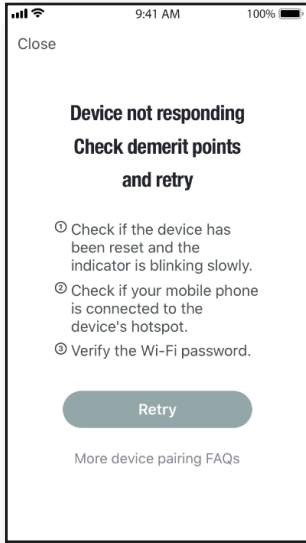 9:41 AM 100%
Close
Device not responding
Check demerit points
and retry
① Check if the device has
been reset and the
indicator is blinking slowly.
② Check if your mobile phone
is connected to the
device's hotspot.
③ Verify the Wi-Fi password.
Retry
More device pairing FAQs